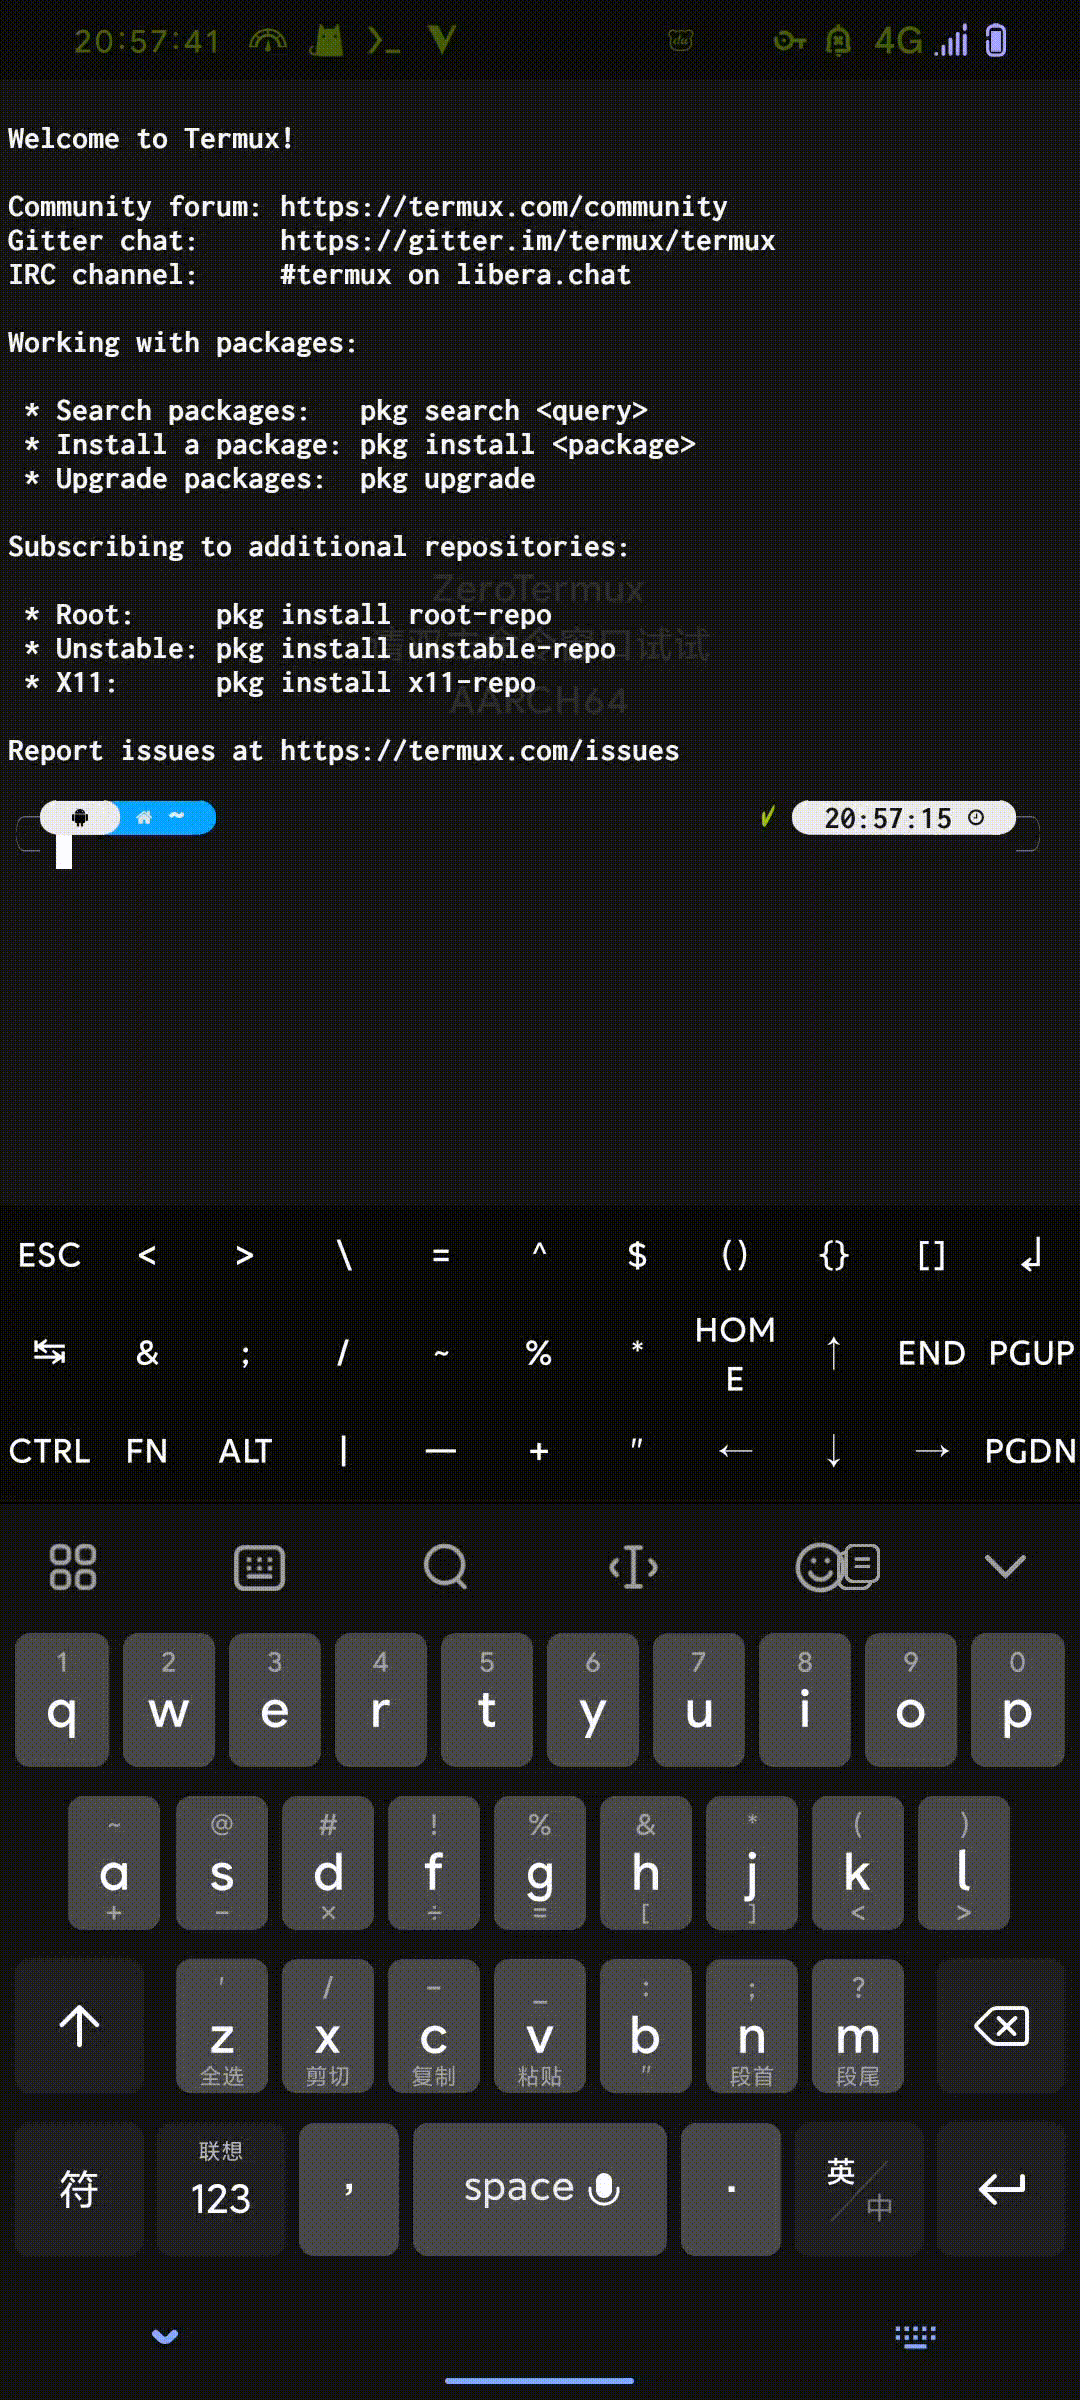 20:57:41 4G
Welcome to Termux!
Community forum: https://termux.com/community
Gitter chat:     https://gitter.im/termux/termux
IRC channel:     #termux on libera.chat
Working with packages:
* Search packages:   pkg search <query>
* Install a package: pkg install <package>
* Upgrade packages:  pkg upgrade
Subscribing to additional repositories:
ZeroTermux
* Root:     pkg install root-repo
* Unstable: pkg install unstable-repo
窗口试试
* X11:      pkg install x11-repo
AARCH64
Report issues at https://termux.com/issues
~ ✓ 20:57:15
ESC < > \ = ^ $ () {} [] ↲
↹ & ; / ~ % * HOME ↑ END PGUP
CTRL FN ALT | — + " ← ↓ → PGDN
1 2 3 4 5 6 7 8 9 0
q w e r t y u i o p
~ @ # ! % & * ( )
a s d f g h j k l
+ - × ÷ = [ ] < >
' / - _ : ; ?
z x c v b n m
全选 剪切 复制 粘贴 " 段首 段尾
联想
符 123 , space . 英/中